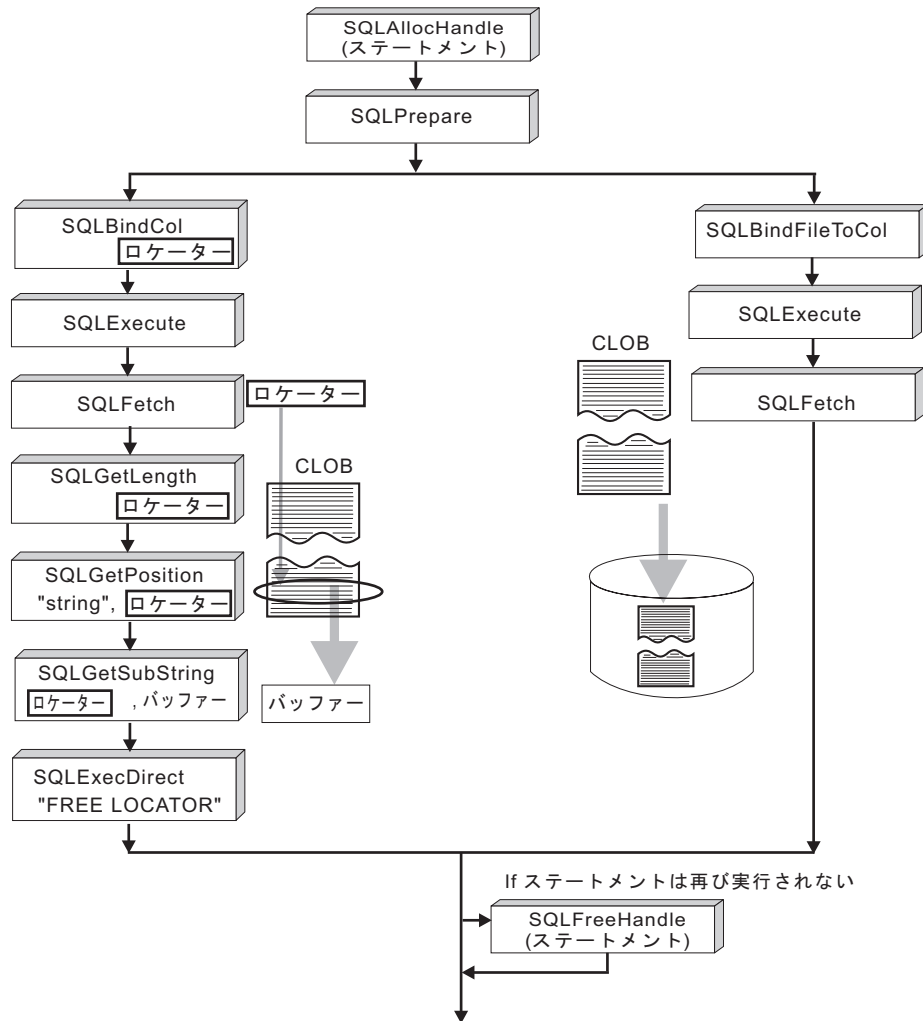 SQLAllocHandle
(ステートメント)
SQLPrepare
SQLBindCol
ロケーター
SQLExecute
SQLFetch
ロケーター
SQLGetLength
ロケーター
CLOB
SQLGetPosition
"string", ロケーター
SQLGetSubString
ロケーター , バッファー
バッファー
SQLExecDirect
"FREE LOCATOR"
SQLBindFileToCol
SQLExecute
CLOB
SQLFetch
If ステートメントは再び実行されない
SQLFreeHandle
(ステートメント)